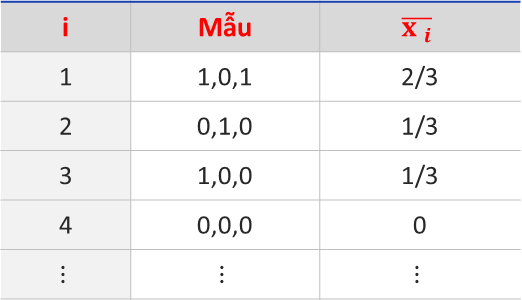 i Mẫu x̄ᵢ
1 1,0,1 2/3
2 0,1,0 1/3
3 1,0,0 1/3
4 0,0,0 0
⋮ ⋮ ⋮